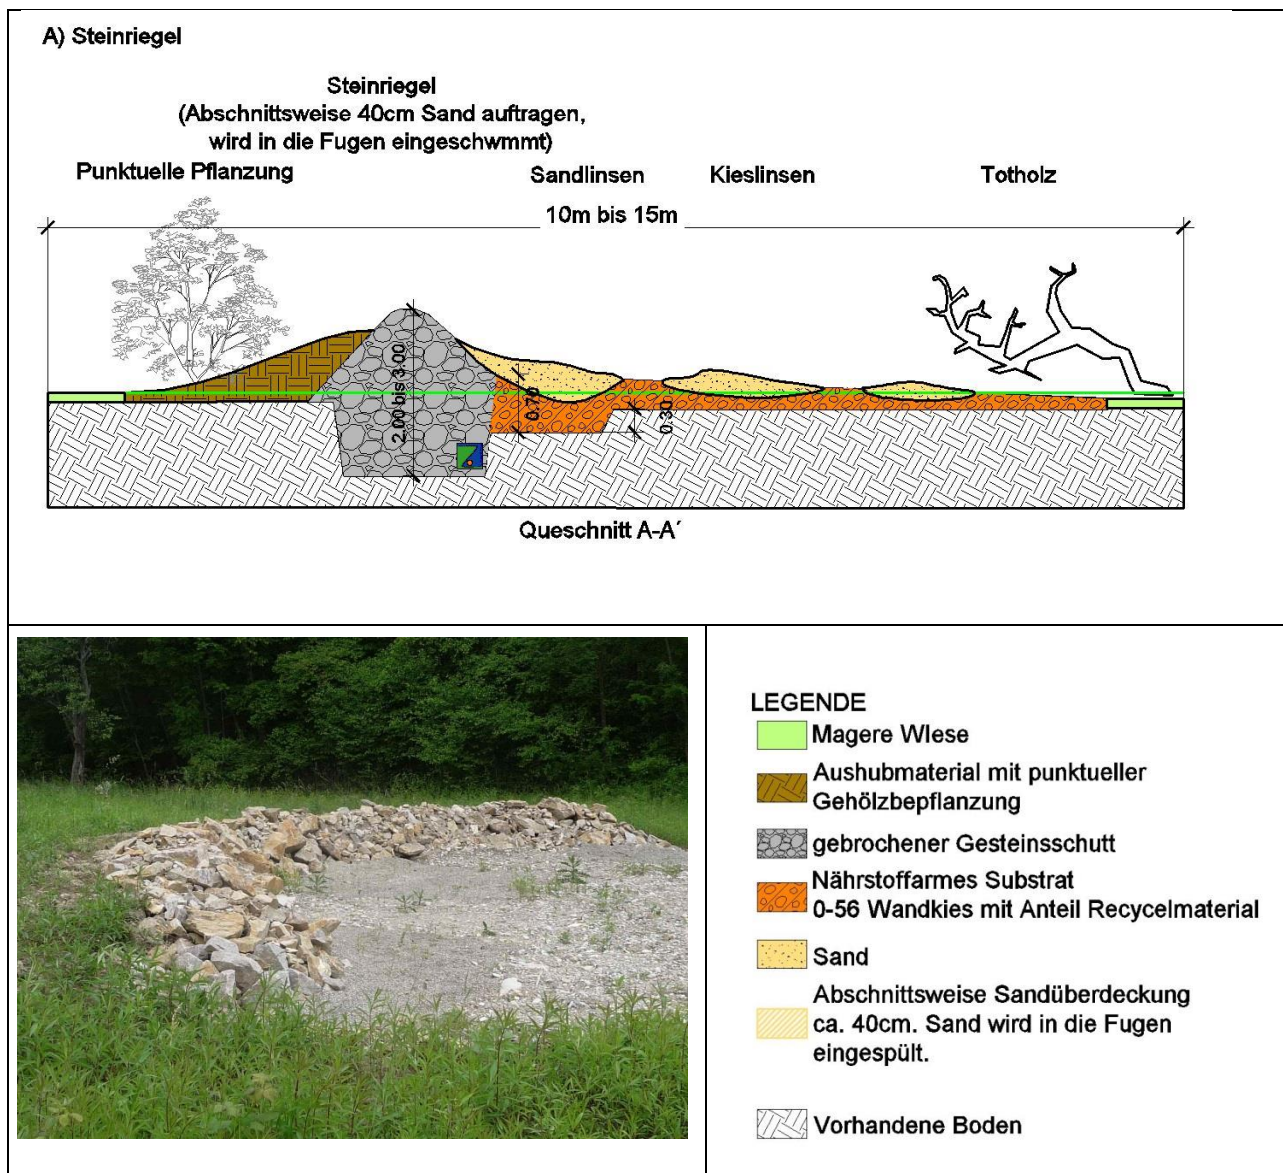 A) Steinriegel
Steinriegel
(Abschnittsweise 40cm Sand auftragen,
wird in die Fugen eingeschwmmt)
Punktuelle Pflanzung
Sandlinsen
Kieslinsen
Totholz
10m bis 15m
2.00 bis 3.00
0.70
0.30
Queschnitt A-A´
LEGENDE
Magere WIese
Aushubmaterial mit punktueller
Gehölzbepflanzung
gebrochener Gesteinsschutt
Nährstoffarmes Substrat
0-56 Wandkies mit Anteil Recycelmaterial
Sand
Abschnittsweise Sandüberdeckung
ca. 40cm. Sand wird in die Fugen
eingespült.
Vorhandene Boden